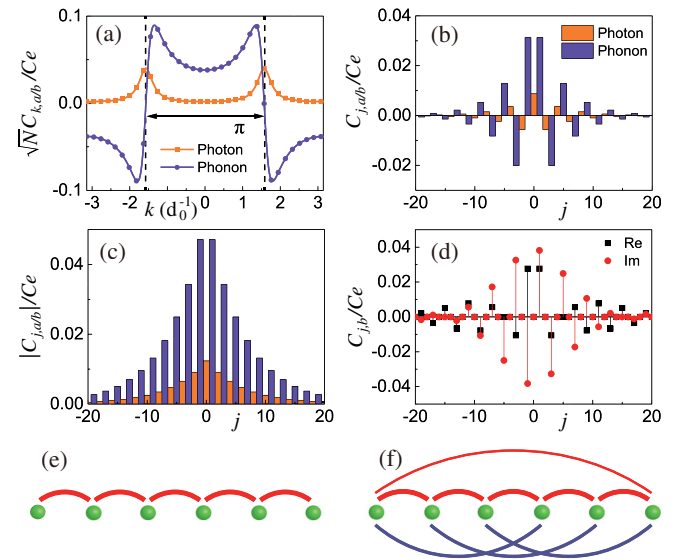 (a)
√N C_{k,a/b}/Ce
0.1
0.0
-0.1
π
Photon
Phonon
-3 -2 -1 0 1 2 3
k (d_0^{-1})
(b)
C_{j,a/b}/Ce
0.04
0.02
0.00
-0.02
Photon
Phonon
-20 -10 0 10 20
j
(c)
|C_{j,a/b}|/Ce
0.04
0.02
0.00
-20 -10 0 10 20
j
(d)
C_{j,b}/Ce
0.04
0.02
0.00
-0.02
-0.04
Re
Im
-20 -10 0 10 20
j
(e)
(f)